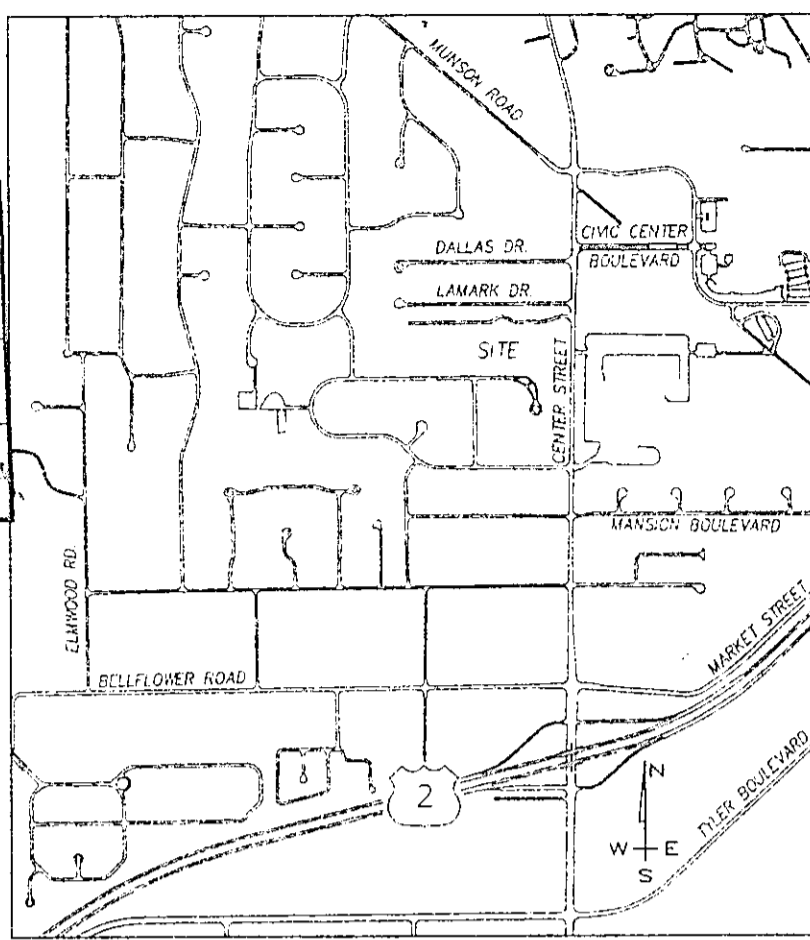 MUNSON ROAD
CIVIC CENTER
BOULEVARD
DALLAS DR.
LAMARK DR.
SITE
CENTER STREET
MANSION BOULEVARD
ELMWOOD RD.
MARKET STREET
BELLFLOWER ROAD
TYLER BOULEVARD
2
N
W E
S